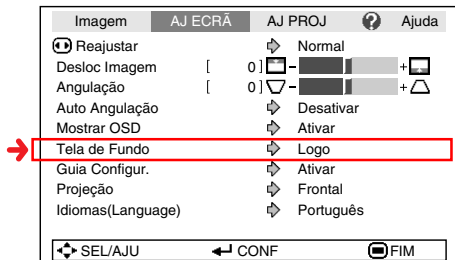 Imagem AJ ECRÃ AJ PROJ ? Ajuda
Reajustar Normal
Desloc Imagem [ 0 ] - +
Angulação [ 0 ] - +
Auto Angulação Desativar
Mostrar OSD Ativar
Tela de Fundo Logo
Guia Configur. Ativar
Projeção Frontal
Idiomas(Language) Português
SEL/AJU CONF FIM